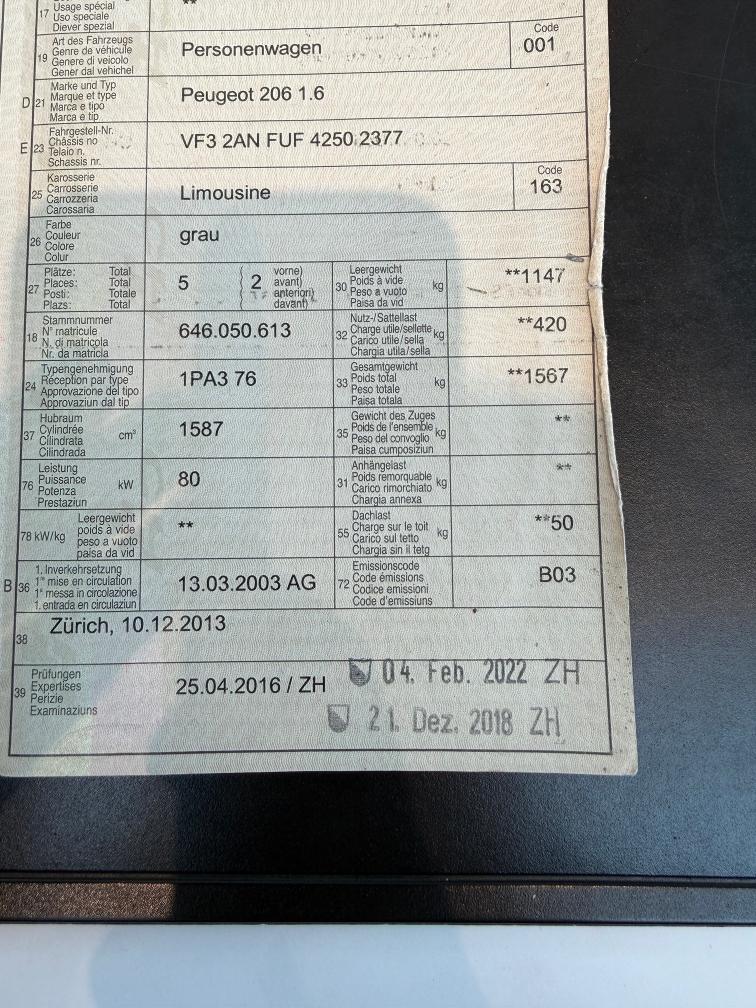 17 Usage spécial **
Uso speciale
Diever spezial
19 Art des Fahrzeugs
Genre de véhicule
Genere di veicolo
Gener dal vehichel
Personenwagen
Code
001
D 21 Marke und Typ
Marque et type
Marca e tipo
Marca e tip
Peugeot 206 1.6
E 23 Fahrgestell-Nr.
Châssis no
Telaio n.
Schassis nr.
VF3 2AN FUF 4250 2377
25 Karosserie
Carrosserie
Carrozzeria
Carossaria
Limousine
Code
163
26 Farbe
Couleur
Colore
Colur
grau
27 Plätze: Total
Places: Total
Posti: Totale
Plazs: Total
5 ( 2 vorne)
( avant)
( anteriori)
( davant)
30 Leergewicht
Poids à vide
Peso a vuoto
Paisa da vid
kg
**1147
18 Stammnummer
N° matricule
N. di matricola
Nr. da matricla
646.050.613
32 Nutz-/Sattellast
Charge utile/sellette
Carico utile/sella
Chargia utila/sella
kg
**420
24 Typengenehmigung
Réception par type
Approvazione del tipo
Approvaziun dal tip
1PA3 76
33 Gesamtgewicht
Poids total
Peso totale
Paisa totala
kg
**1567
37 Hubraum
Cylindrée
Cilindrata
Cilindrada
cm³
1587
35 Gewicht des Zuges
Poids de l'ensemble
Peso del convoglio
Paisa cumposiziun
kg
**
76 Leistung
Puissance
Potenza
Prestaziun
kW
80
31 Anhängelast
Poids remorquable
Carico rimorchiato
Chargia annexa
kg
**
78 kW/kg Leergewicht
poids à vide
peso a vuoto
paisa da vid
**
55 Dachlast
Charge sur le toit
Carico sul tetto
Chargia sin il tetg
kg
**50
B 36 1. Inverkehrsetzung
1re mise en circulation
1a messa in circolazione
1. entrada en circulaziun
13.03.2003 AG
72 Emissionscode
Code émissions
Codice emissioni
Code d'emissiuns
B03
38 Zürich, 10.12.2013
39 Prüfungen
Expertises
Perizie
Examinaziuns
25.04.2016 / ZH
04. Feb. 2022 ZH
21. Dez. 2018 ZH